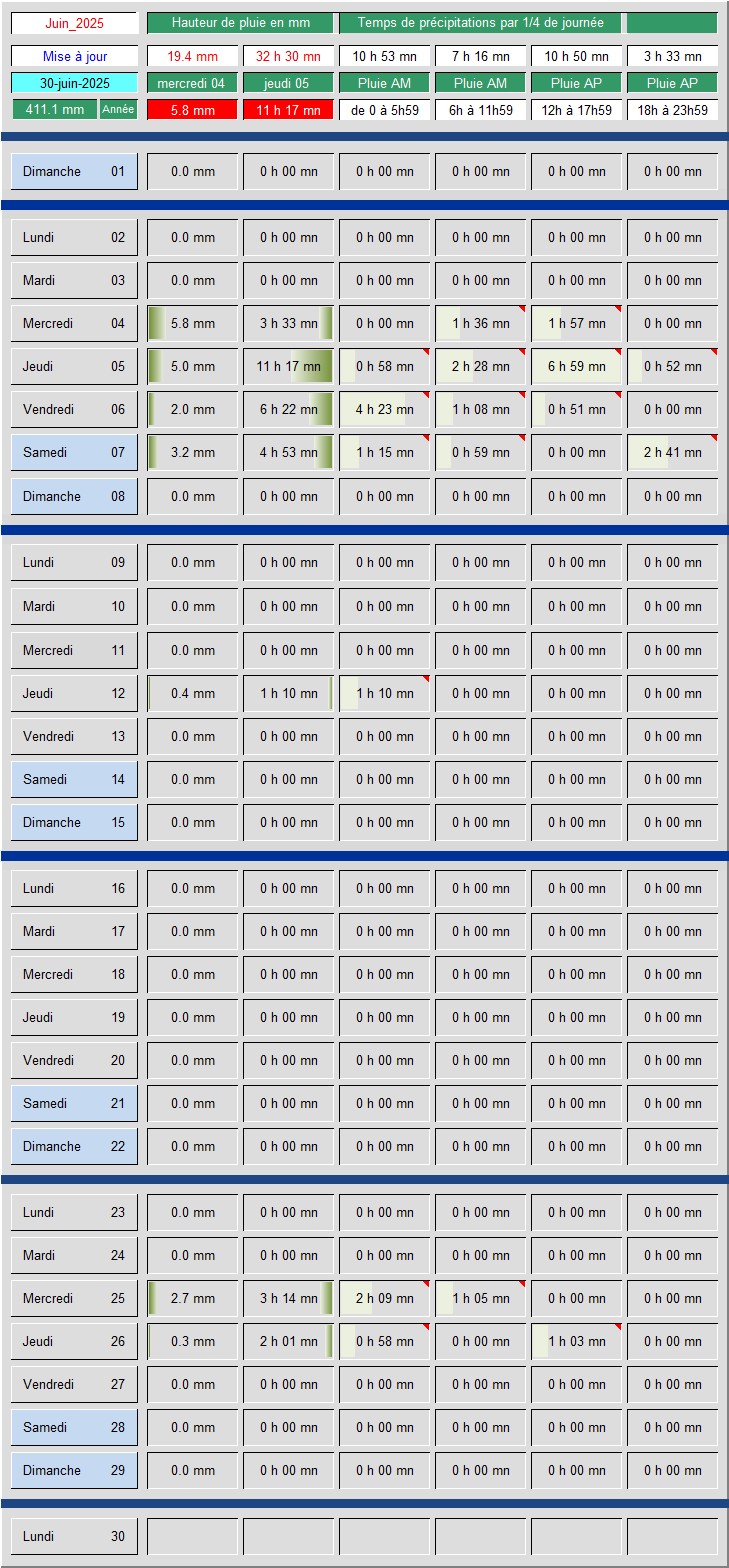 Juin_2025 Hauteur de pluie en mm Temps de précipitations par 1/4 de journée
Mise à jour 19.4 mm 32 h 30 mn 10 h 53 mn 7 h 16 mn 10 h 50 mn 3 h 33 mn
30-juin-2025 mercredi 04 jeudi 05 Pluie AM Pluie AM Pluie AP Pluie AP
411.1 mm Année 5.8 mm 11 h 17 mn de 0 à 5h59 6h à 11h59 12h à 17h59 18h à 23h59
Dimanche 01 0.0 mm 0 h 00 mn 0 h 00 mn 0 h 00 mn 0 h 00 mn 0 h 00 mn
Lundi 02 0.0 mm 0 h 00 mn 0 h 00 mn 0 h 00 mn 0 h 00 mn 0 h 00 mn
Mardi 03 0.0 mm 0 h 00 mn 0 h 00 mn 0 h 00 mn 0 h 00 mn 0 h 00 mn
Mercredi 04 5.8 mm 3 h 33 mn 0 h 00 mn 1 h 36 mn 1 h 57 mn 0 h 00 mn
Jeudi 05 5.0 mm 11 h 17 mn 0 h 58 mn 2 h 28 mn 6 h 59 mn 0 h 52 mn
Vendredi 06 2.0 mm 6 h 22 mn 4 h 23 mn 1 h 08 mn 0 h 51 mn 0 h 00 mn
Samedi 07 3.2 mm 4 h 53 mn 1 h 15 mn 0 h 59 mn 0 h 00 mn 2 h 41 mn
Dimanche 08 0.0 mm 0 h 00 mn 0 h 00 mn 0 h 00 mn 0 h 00 mn 0 h 00 mn
Lundi 09 0.0 mm 0 h 00 mn 0 h 00 mn 0 h 00 mn 0 h 00 mn 0 h 00 mn
Mardi 10 0.0 mm 0 h 00 mn 0 h 00 mn 0 h 00 mn 0 h 00 mn 0 h 00 mn
Mercredi 11 0.0 mm 0 h 00 mn 0 h 00 mn 0 h 00 mn 0 h 00 mn 0 h 00 mn
Jeudi 12 0.4 mm 1 h 10 mn 1 h 10 mn 0 h 00 mn 0 h 00 mn 0 h 00 mn
Vendredi 13 0.0 mm 0 h 00 mn 0 h 00 mn 0 h 00 mn 0 h 00 mn 0 h 00 mn
Samedi 14 0.0 mm 0 h 00 mn 0 h 00 mn 0 h 00 mn 0 h 00 mn 0 h 00 mn
Dimanche 15 0.0 mm 0 h 00 mn 0 h 00 mn 0 h 00 mn 0 h 00 mn 0 h 00 mn
Lundi 16 0.0 mm 0 h 00 mn 0 h 00 mn 0 h 00 mn 0 h 00 mn 0 h 00 mn
Mardi 17 0.0 mm 0 h 00 mn 0 h 00 mn 0 h 00 mn 0 h 00 mn 0 h 00 mn
Mercredi 18 0.0 mm 0 h 00 mn 0 h 00 mn 0 h 00 mn 0 h 00 mn 0 h 00 mn
Jeudi 19 0.0 mm 0 h 00 mn 0 h 00 mn 0 h 00 mn 0 h 00 mn 0 h 00 mn
Vendredi 20 0.0 mm 0 h 00 mn 0 h 00 mn 0 h 00 mn 0 h 00 mn 0 h 00 mn
Samedi 21 0.0 mm 0 h 00 mn 0 h 00 mn 0 h 00 mn 0 h 00 mn 0 h 00 mn
Dimanche 22 0.0 mm 0 h 00 mn 0 h 00 mn 0 h 00 mn 0 h 00 mn 0 h 00 mn
Lundi 23 0.0 mm 0 h 00 mn 0 h 00 mn 0 h 00 mn 0 h 00 mn 0 h 00 mn
Mardi 24 0.0 mm 0 h 00 mn 0 h 00 mn 0 h 00 mn 0 h 00 mn 0 h 00 mn
Mercredi 25 2.7 mm 3 h 14 mn 2 h 09 mn 1 h 05 mn 0 h 00 mn 0 h 00 mn
Jeudi 26 0.3 mm 2 h 01 mn 0 h 58 mn 0 h 00 mn 1 h 03 mn 0 h 00 mn
Vendredi 27 0.0 mm 0 h 00 mn 0 h 00 mn 0 h 00 mn 0 h 00 mn 0 h 00 mn
Samedi 28 0.0 mm 0 h 00 mn 0 h 00 mn 0 h 00 mn 0 h 00 mn 0 h 00 mn
Dimanche 29 0.0 mm 0 h 00 mn 0 h 00 mn 0 h 00 mn 0 h 00 mn 0 h 00 mn
Lundi 30